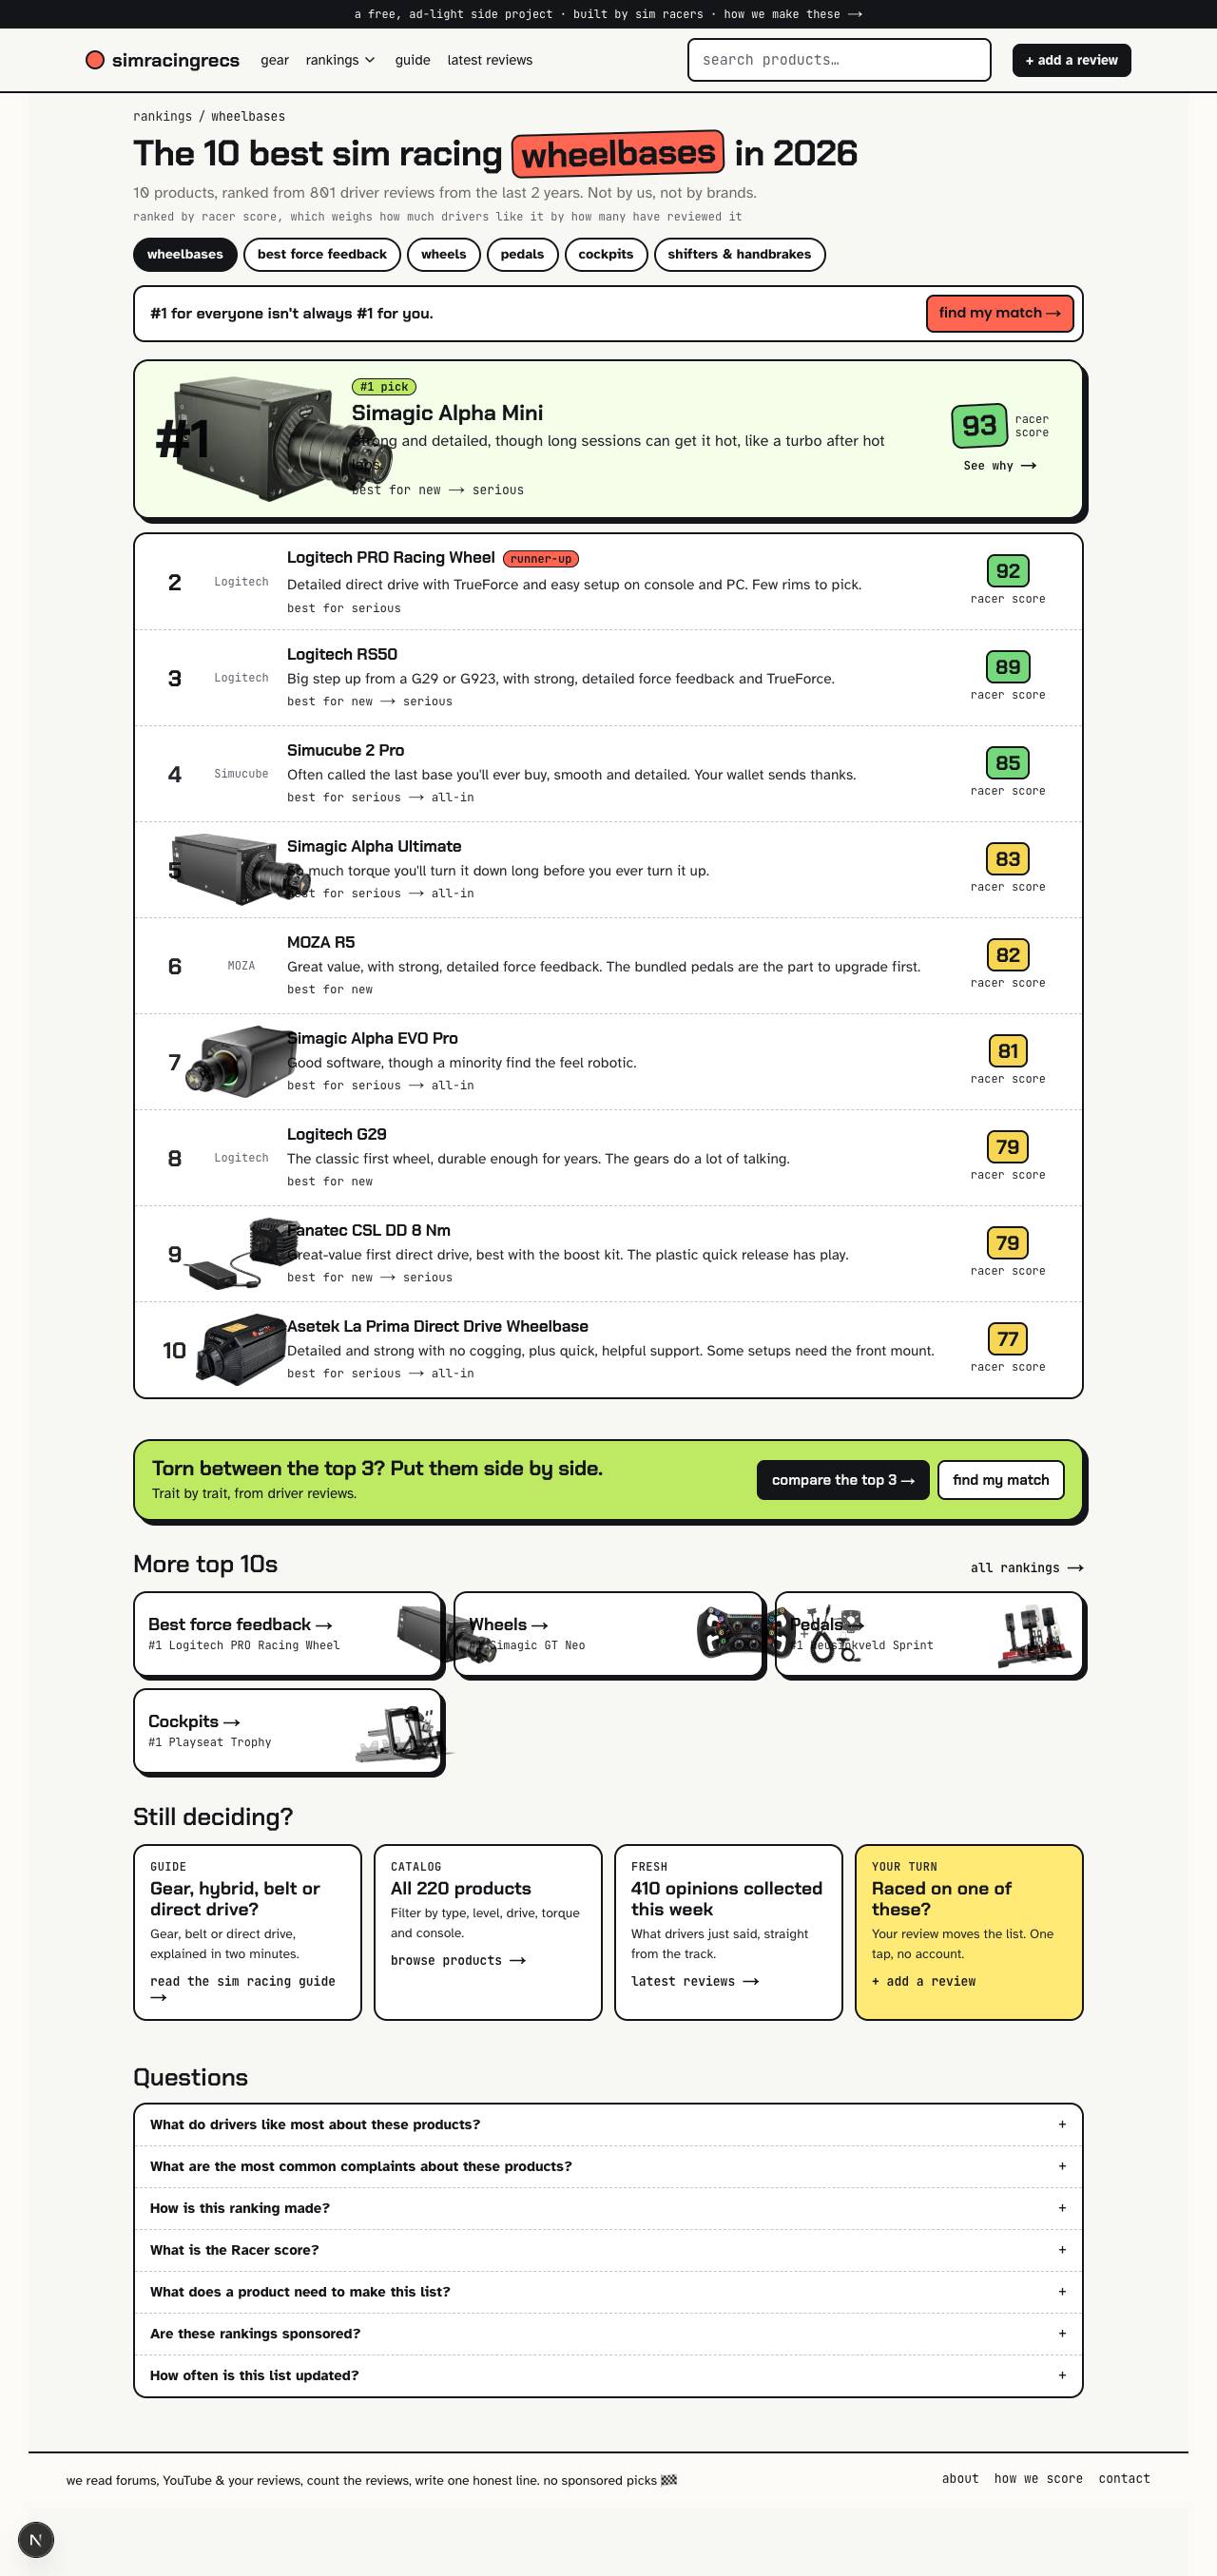 a free, ad-light side project · built by sim racers · how we make these →
simracingrecs
gear
rankings
guide
latest reviews
search products…
+ add a review
rankings / wheelbases
The 10 best sim racing wheelbases in 2026
10 products, ranked from 801 driver reviews from the last 2 years. Not by us, not by brands.
ranked by racer score, which weighs how much drivers like it by how many have reviewed it
wheelbases
best force feedback
wheels
pedals
cockpits
shifters & handbrakes
#1 for everyone isn't always #1 for you.
find my match →
#1
#1 pick
Simagic Alpha Mini
Strong and detailed, though long sessions can get it hot, like a turbo after hot
laps.
best for new → serious
93
racer
score
See why →
2
Logitech
Logitech PRO Racing Wheel
runner-up
Detailed direct drive with TrueForce and easy setup on console and PC. Few rims to pick.
best for serious
92
racer score
3
Logitech
Logitech RS50
Big step up from a G29 or G923, with strong, detailed force feedback and TrueForce.
best for new → serious
89
racer score
4
Simucube
Simucube 2 Pro
Often called the last base you'll ever buy, smooth and detailed. Your wallet sends thanks.
best for serious → all-in
85
racer score
5
Simagic Alpha Ultimate
So much torque you'll turn it down long before you ever turn it up.
best for serious → all-in
83
racer score
6
MOZA
MOZA R5
Great value, with strong, detailed force feedback. The bundled pedals are the part to upgrade first.
best for new
82
racer score
7
Simagic Alpha EVO Pro
Good software, though a minority find the feel robotic.
best for serious → all-in
81
racer score
8
Logitech
Logitech G29
The classic first wheel, durable enough for years. The gears do a lot of talking.
best for new
79
racer score
9
Fanatec CSL DD 8 Nm
Great-value first direct drive, best with the boost kit. The plastic quick release has play.
best for new → serious
79
racer score
10
Asetek La Prima Direct Drive Wheelbase
Detailed and strong with no cogging, plus quick, helpful support. Some setups need the front mount.
best for serious → all-in
77
racer score
Torn between the top 3? Put them side by side.
Trait by trait, from driver reviews.
compare the top 3 →
find my match
More top 10s
all rankings →
Best force feedback →
#1 Logitech PRO Racing Wheel
Wheels →
Simagic GT Neo
Pedals →
#1 Heusinkveld Sprint
Cockpits →
#1 Playseat Trophy
Still deciding?
GUIDE
Gear, hybrid, belt or
direct drive?
Gear, belt or direct drive,
explained in two minutes.
read the sim racing guide
→
CATALOG
All 220 products
Filter by type, level, drive, torque
and console.
browse products →
FRESH
410 opinions collected
this week
What drivers just said, straight
from the track.
latest reviews →
YOUR TURN
Raced on one of
these?
Your review moves the list. One
tap, no account.
+ add a review
Questions
What do drivers like most about these products?
+
What are the most common complaints about these products?
+
How is this ranking made?
+
What is the Racer score?
+
What does a product need to make this list?
+
Are these rankings sponsored?
+
How often is this list updated?
+
we read forums, YouTube & your reviews, count the reviews, write one honest line. no sponsored picks 🏁
about
how we score
contact
N